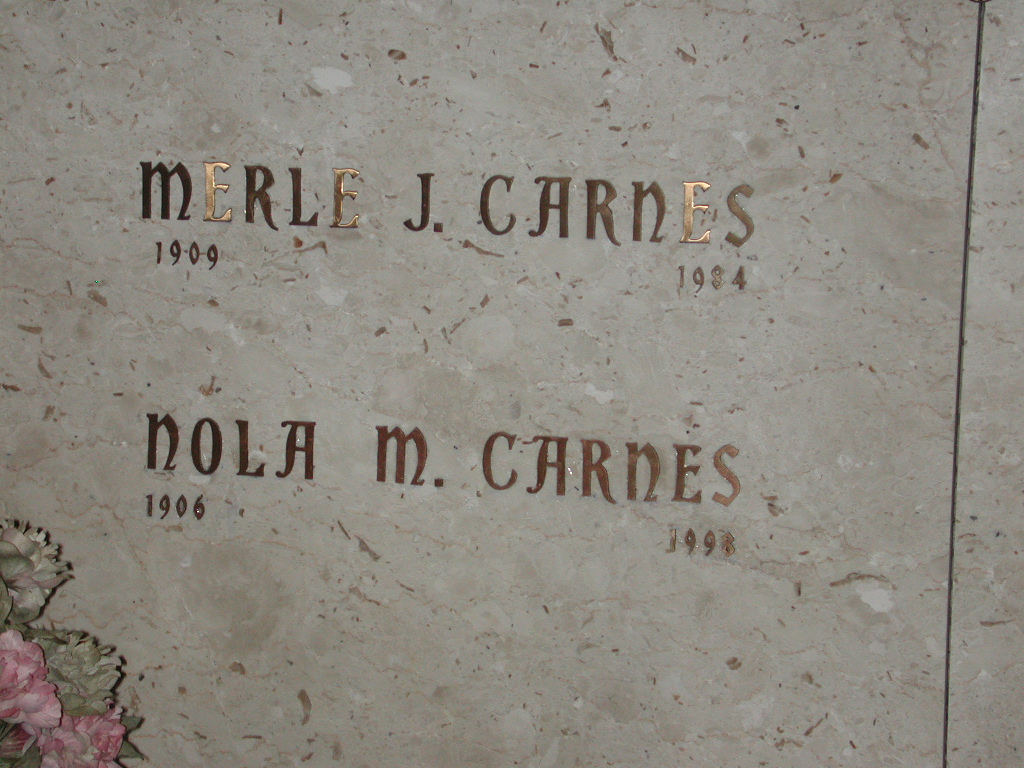 MERLE J. CARNES
1909 1984
NOLA M. CARNES
1906 1998